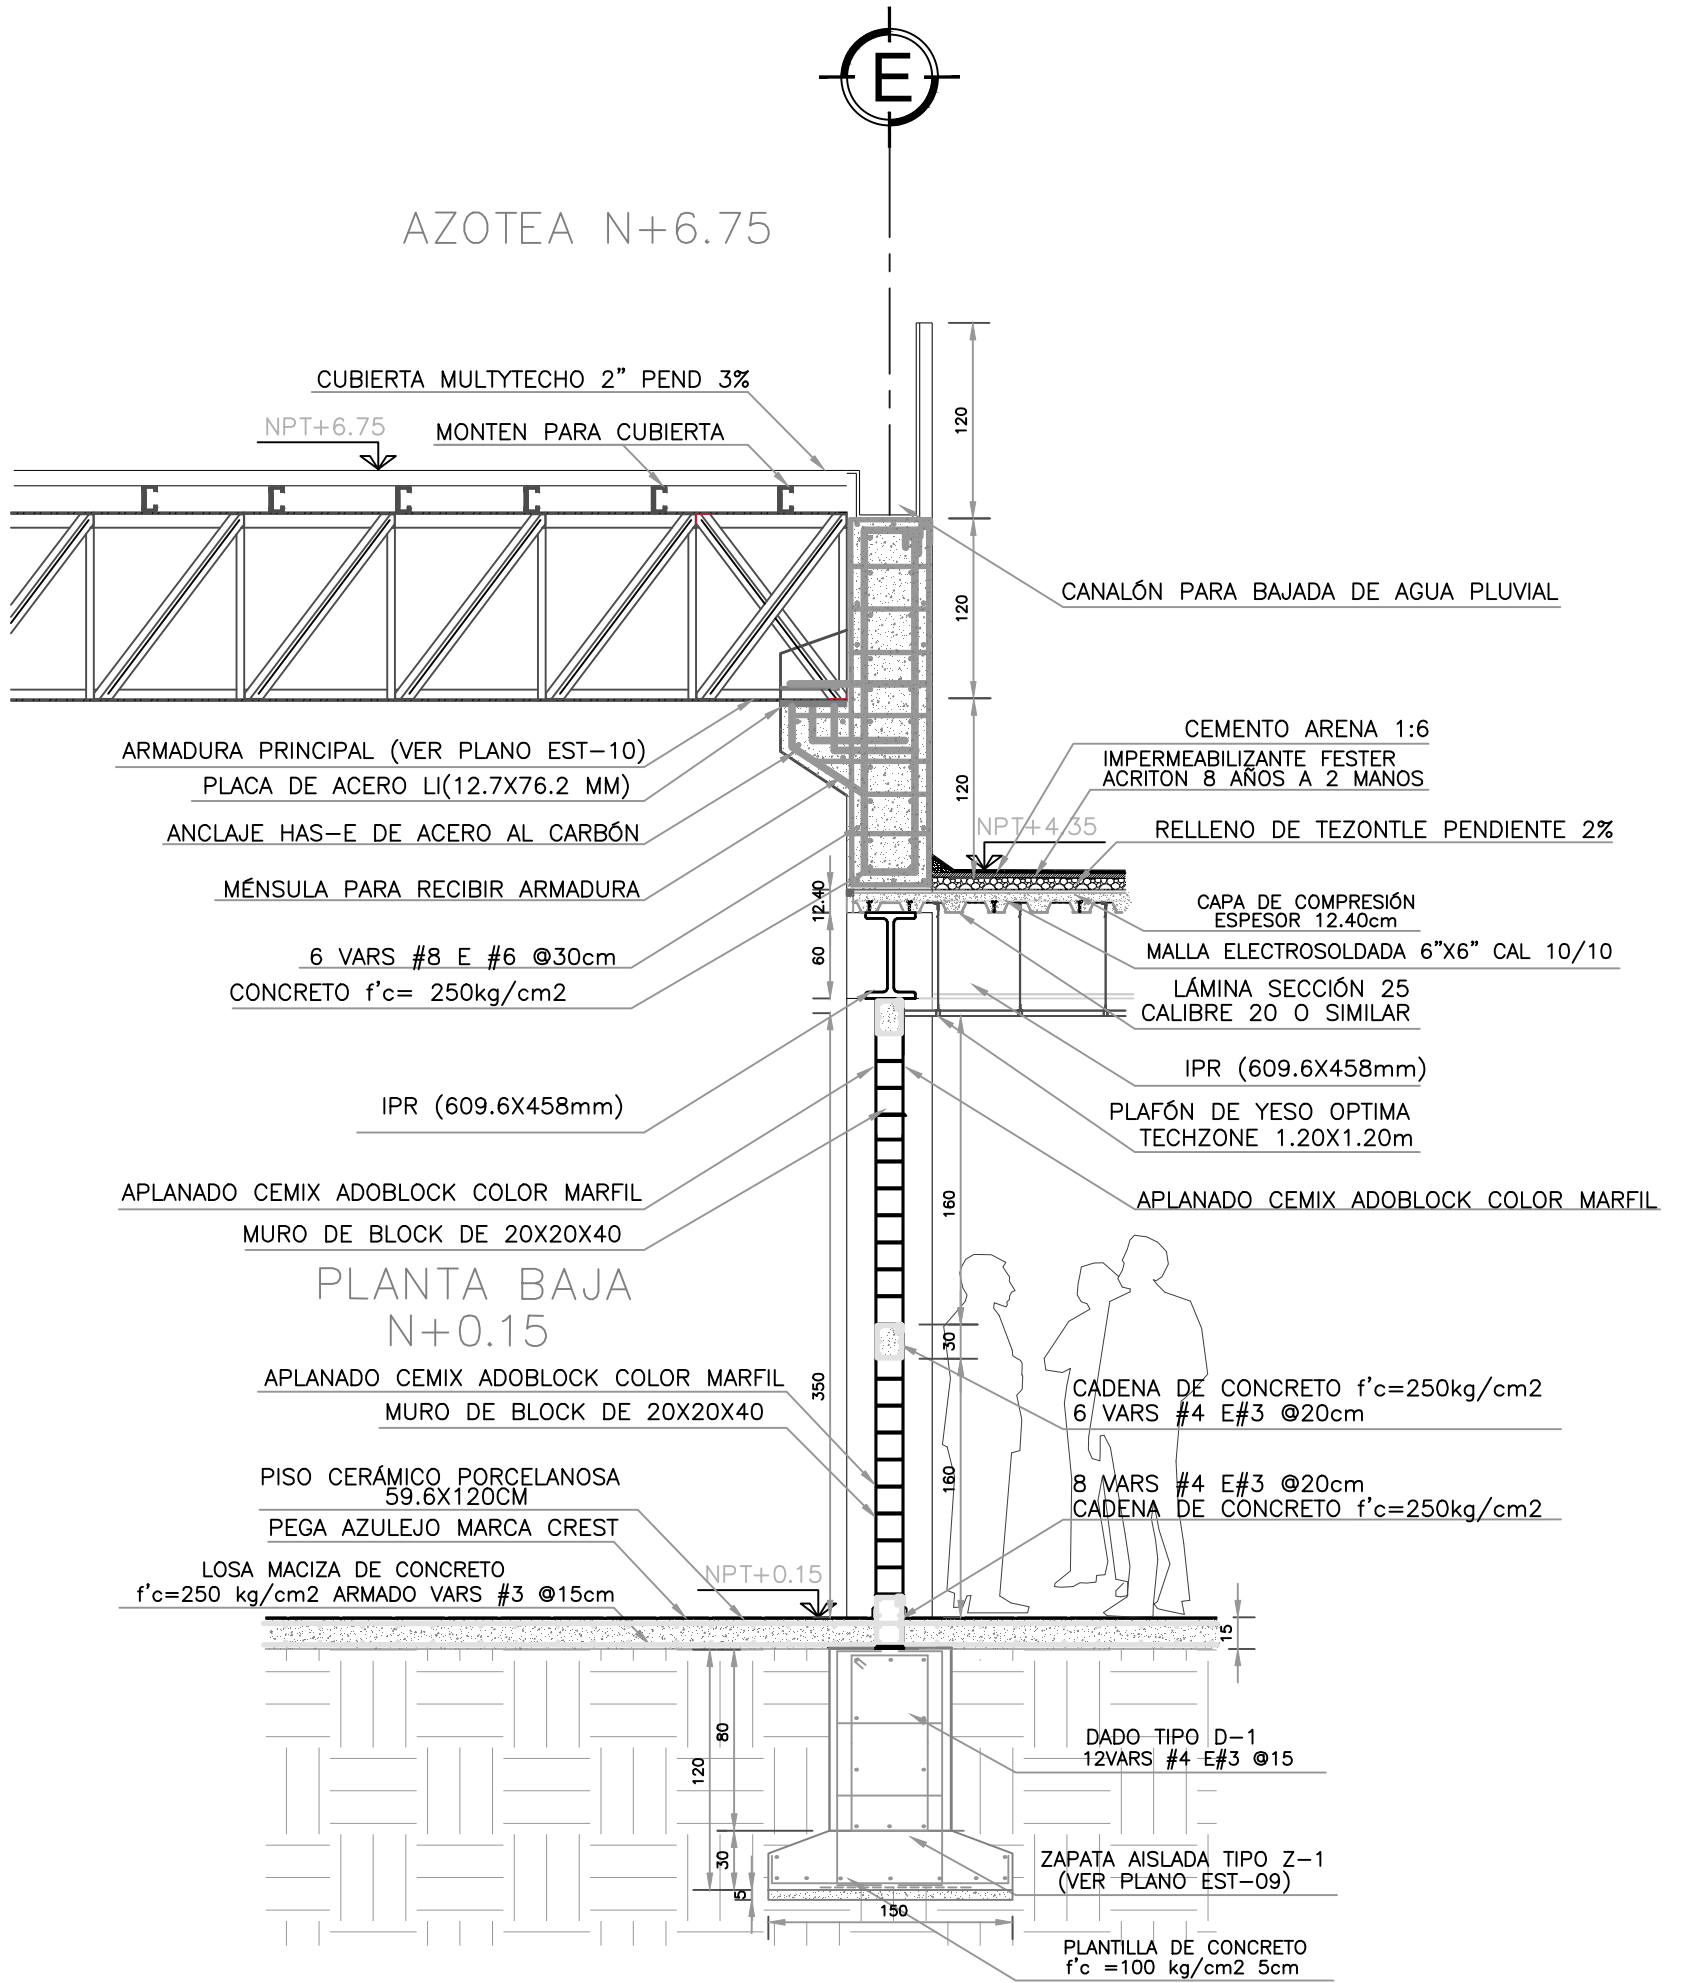 E
AZOTEA N+6.75
CUBIERTA MULTYTECHO 2" PEND 3%
NPT+6.75
MONTEN PARA CUBIERTA
120
CANALÓN PARA BAJADA DE AGUA PLUVIAL
120
ARMADURA PRINCIPAL (VER PLANO EST-10)
PLACA DE ACERO LI(12.7X76.2 MM)
ANCLAJE HAS-E DE ACERO AL CARBÓN
MÉNSULA PARA RECIBIR ARMADURA
6 VARS #8 E #6 @30cm
CONCRETO f'c= 250kg/cm2
120
CEMENTO ARENA 1:6
IMPERMEABILIZANTE FESTER
ACRITON 8 AÑOS A 2 MANOS
NPT+4.35
RELLENO DE TEZONTLE PENDIENTE 2%
12.40
60
CAPA DE COMPRESIÓN
ESPESOR 12.40cm
MALLA ELECTROSOLDADA 6"X6" CAL 10/10
LÁMINA SECCIÓN 25
CALIBRE 20 O SIMILAR
IPR (609.6X458mm)
IPR (609.6X458mm)
PLAFÓN DE YESO OPTIMA
TECHZONE 1.20X1.20m
APLANADO CEMIX ADOBLOCK COLOR MARFIL
MURO DE BLOCK DE 20X20X40
160
APLANADO CEMIX ADOBLOCK COLOR MARFIL
PLANTA BAJA
N+0.15
30
350
APLANADO CEMIX ADOBLOCK COLOR MARFIL
MURO DE BLOCK DE 20X20X40
CADENA DE CONCRETO f'c=250kg/cm2
6 VARS #4 E#3 @20cm
160
8 VARS #4 E#3 @20cm
CADENA DE CONCRETO f'c=250kg/cm2
PISO CERÁMICO PORCELANOSA
59.6X120CM
PEGA AZULEJO MARCA CREST
LOSA MACIZA DE CONCRETO
f'c=250 kg/cm2 ARMADO VARS #3 @15cm
NPT+0.15
15
80
120
30
5
150
DADO TIPO D-1
12VARS #4 E#3 @15
ZAPATA AISLADA TIPO Z-1
(VER PLANO EST-09)
PLANTILLA DE CONCRETO
f'c =100 kg/cm2 5cm